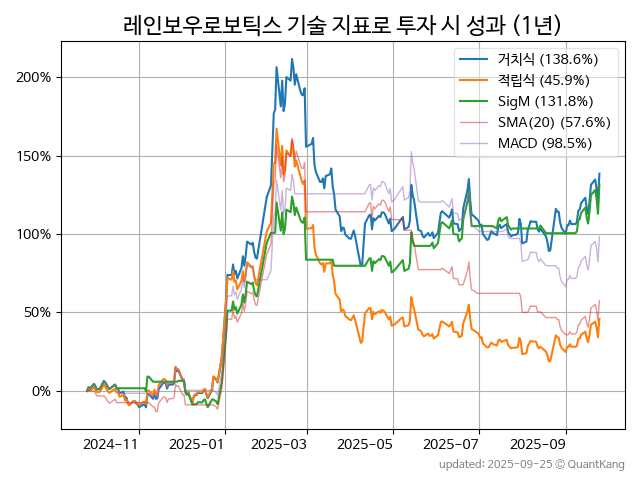 레인보우로보틱스 기술 지표로 투자 시 성과 (1년)
거치식 (138.6%)
적립식 (45.9%)
SigM (131.8%)
SMA(20) (57.6%)
MACD (98.5%)
200%
150%
100%
50%
0%
2024-11 2025-01 2025-03 2025-05 2025-07 2025-09
updated: 2025-09-25 © QuantKang